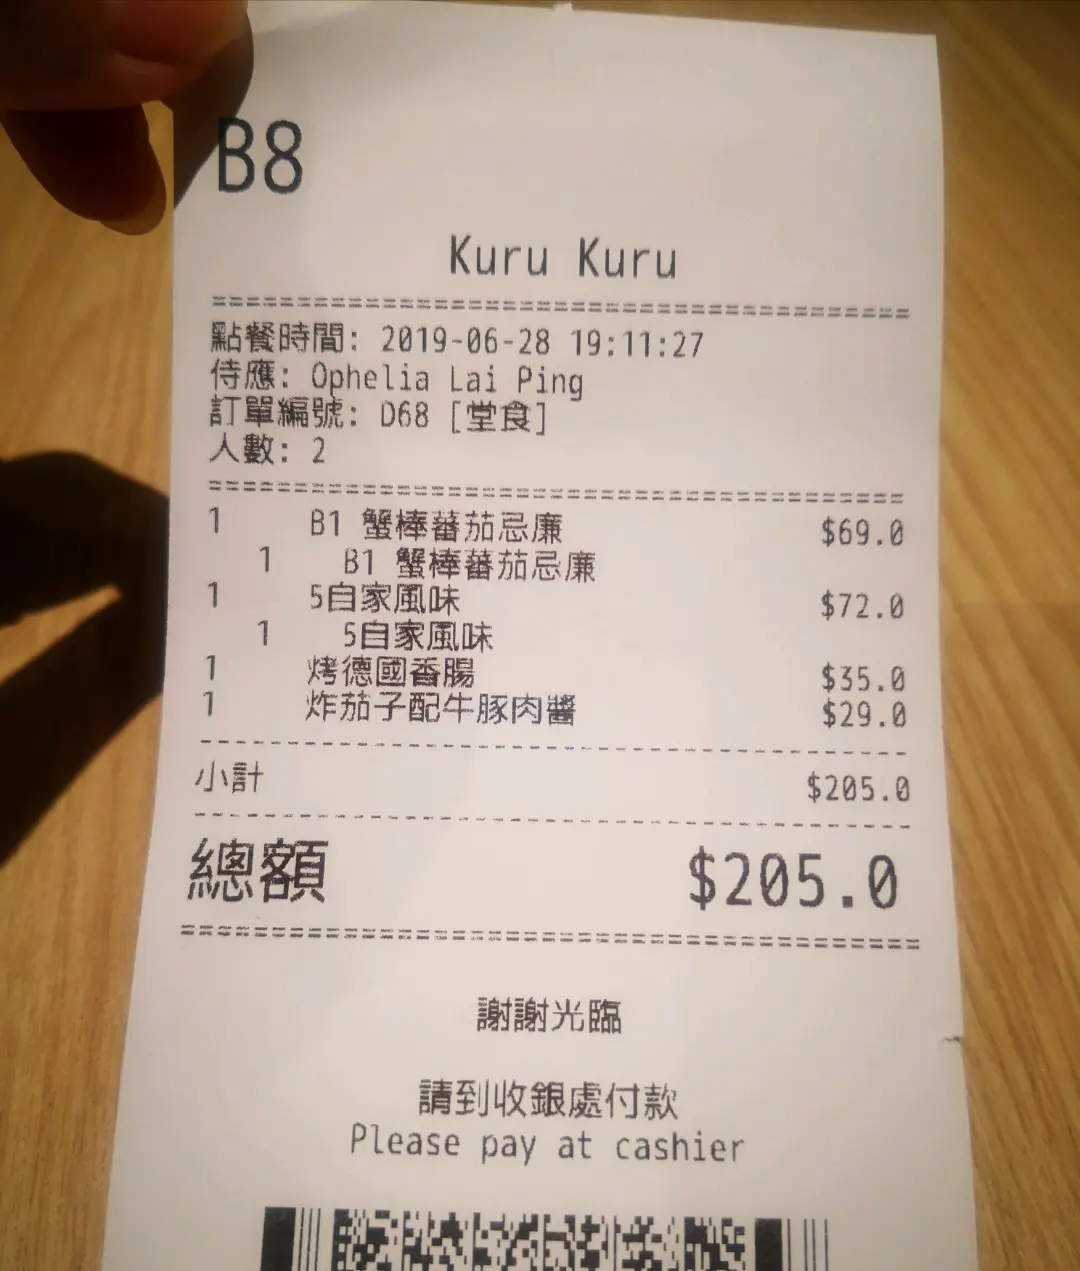 B8
Kuru Kuru
點餐時間: 2019-06-28 19:11:27
侍應: Ophelia Lai Ping
訂單編號: D68 [堂食]
人數: 2
1 B1 蟹棒蕃茄忌廉 $69.0
1 B1 蟹棒蕃茄忌廉
1 5自家風味 $72.0
1 5自家風味
1 烤德國香腸 $35.0
1 炸茄子配牛豚肉醬 $29.0
小計 $205.0
總額 $205.0
謝謝光臨
請到收銀處付款
Please pay at cashier